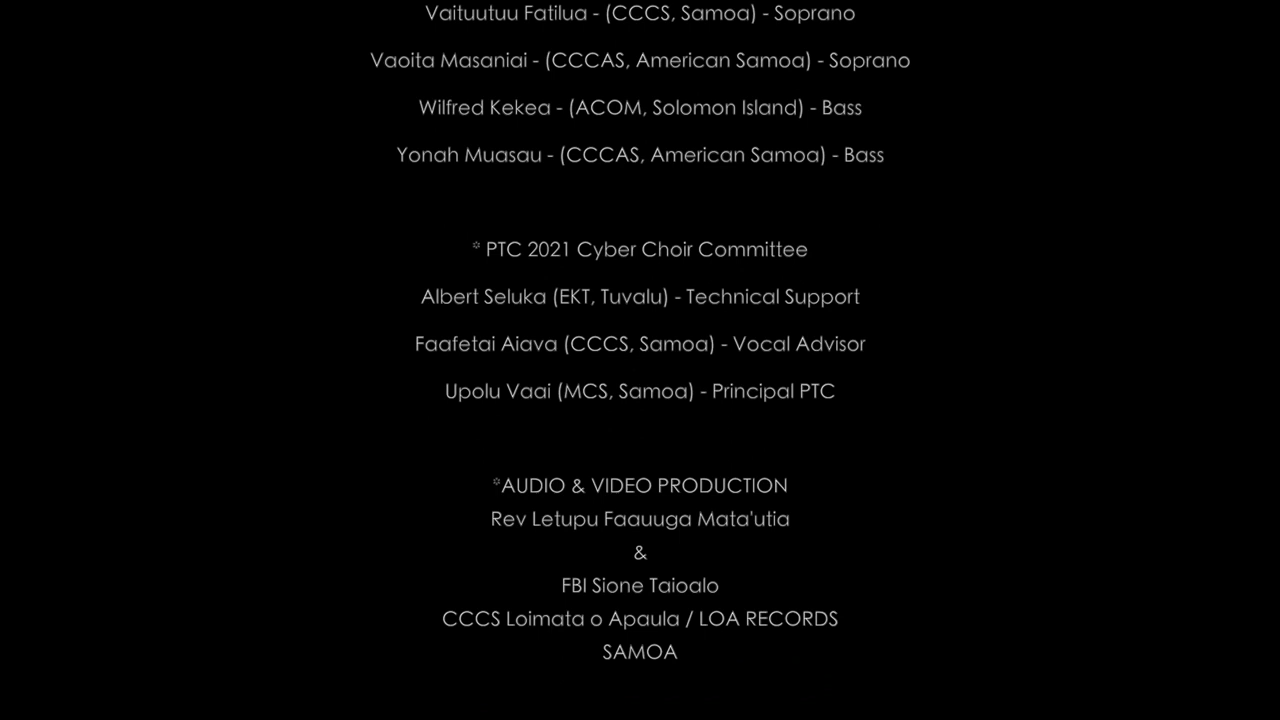 Vaituutuu Fatilua - (CCCS, Samoa) - Soprano
Vaoita Masaniai - (CCCAS, American Samoa) - Soprano
Wilfred Kekea - (ACOM, Solomon Island) - Bass
Yonah Muasau - (CCCAS, American Samoa) - Bass
* PTC 2021 Cyber Choir Committee
Albert Seluka (EKT, Tuvalu) - Technical Support
Faafetai Aiava (CCCS, Samoa) - Vocal Advisor
Upolu Vaai (MCS, Samoa) - Principal PTC
*AUDIO & VIDEO PRODUCTION
Rev Letupu Faauuga Mata'utia
&
FBI Sione Taioalo
CCCS Loimata o Apaula / LOA RECORDS
SAMOA